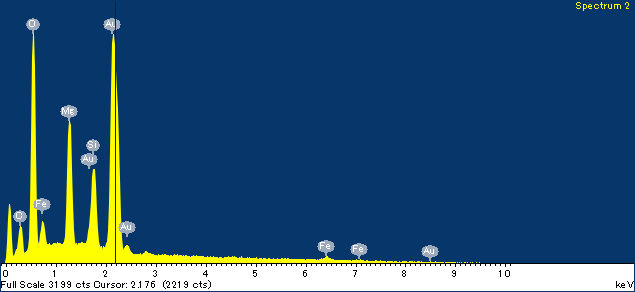 Spectrum 2
O Au
Mg
Si
Au
Fe
Au
Fe Fe Au
0 1 2 3 4 5 6 7 8 9 10
Full Scale 3199 cts Cursor: 2.176 (2219 cts) keV